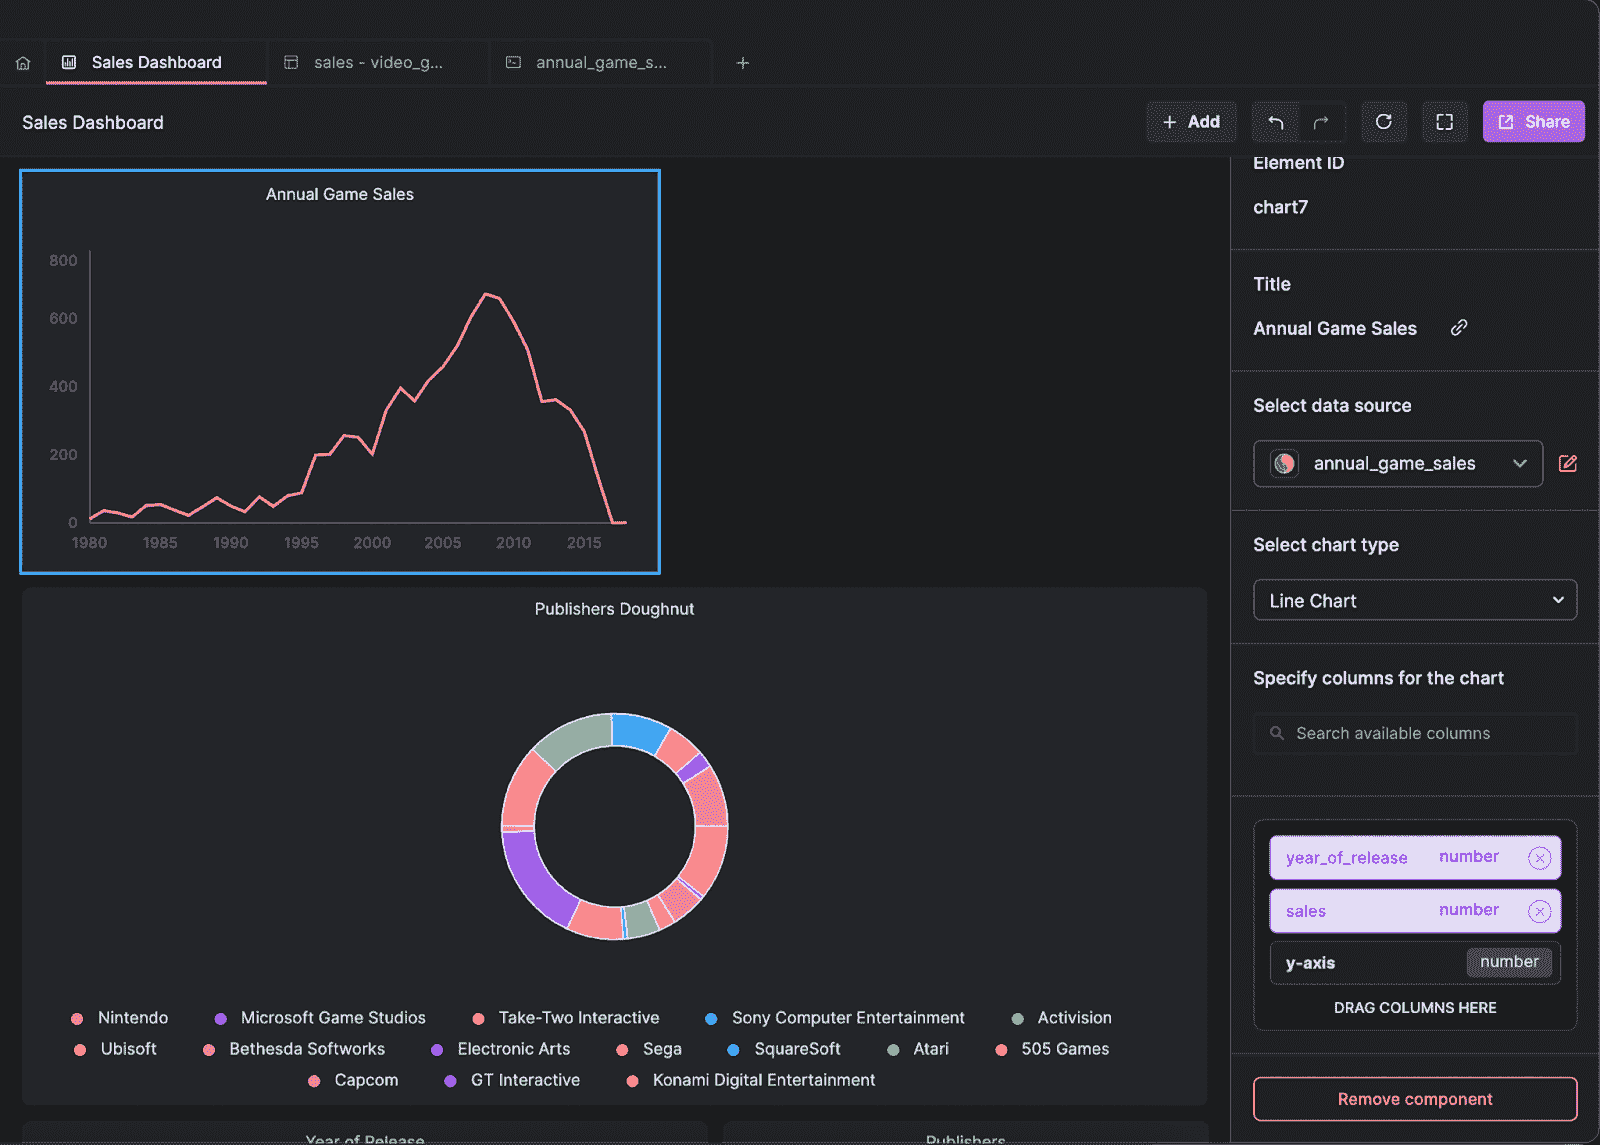 Sales Dashboard
sales - video_g...
annual_game_s...
Sales Dashboard
Add
Share
Annual Game Sales
800
600
400
200
0
1980 1985 1990 1995 2000 2005 2010 2015
Publishers Doughnut
Nintendo Microsoft Game Studios Take-Two Interactive Sony Computer Entertainment Activision
Ubisoft Bethesda Softworks Electronic Arts Sega SquareSoft Atari 505 Games
Capcom GT Interactive Konami Digital Entertainment
Year of Release
Publishers
Element ID
chart7
Title
Annual Game Sales
Select data source
annual_game_sales
Select chart type
Line Chart
Specify columns for the chart
Search available columns
year_of_release number
sales number
y-axis number
DRAG COLUMNS HERE
Remove component